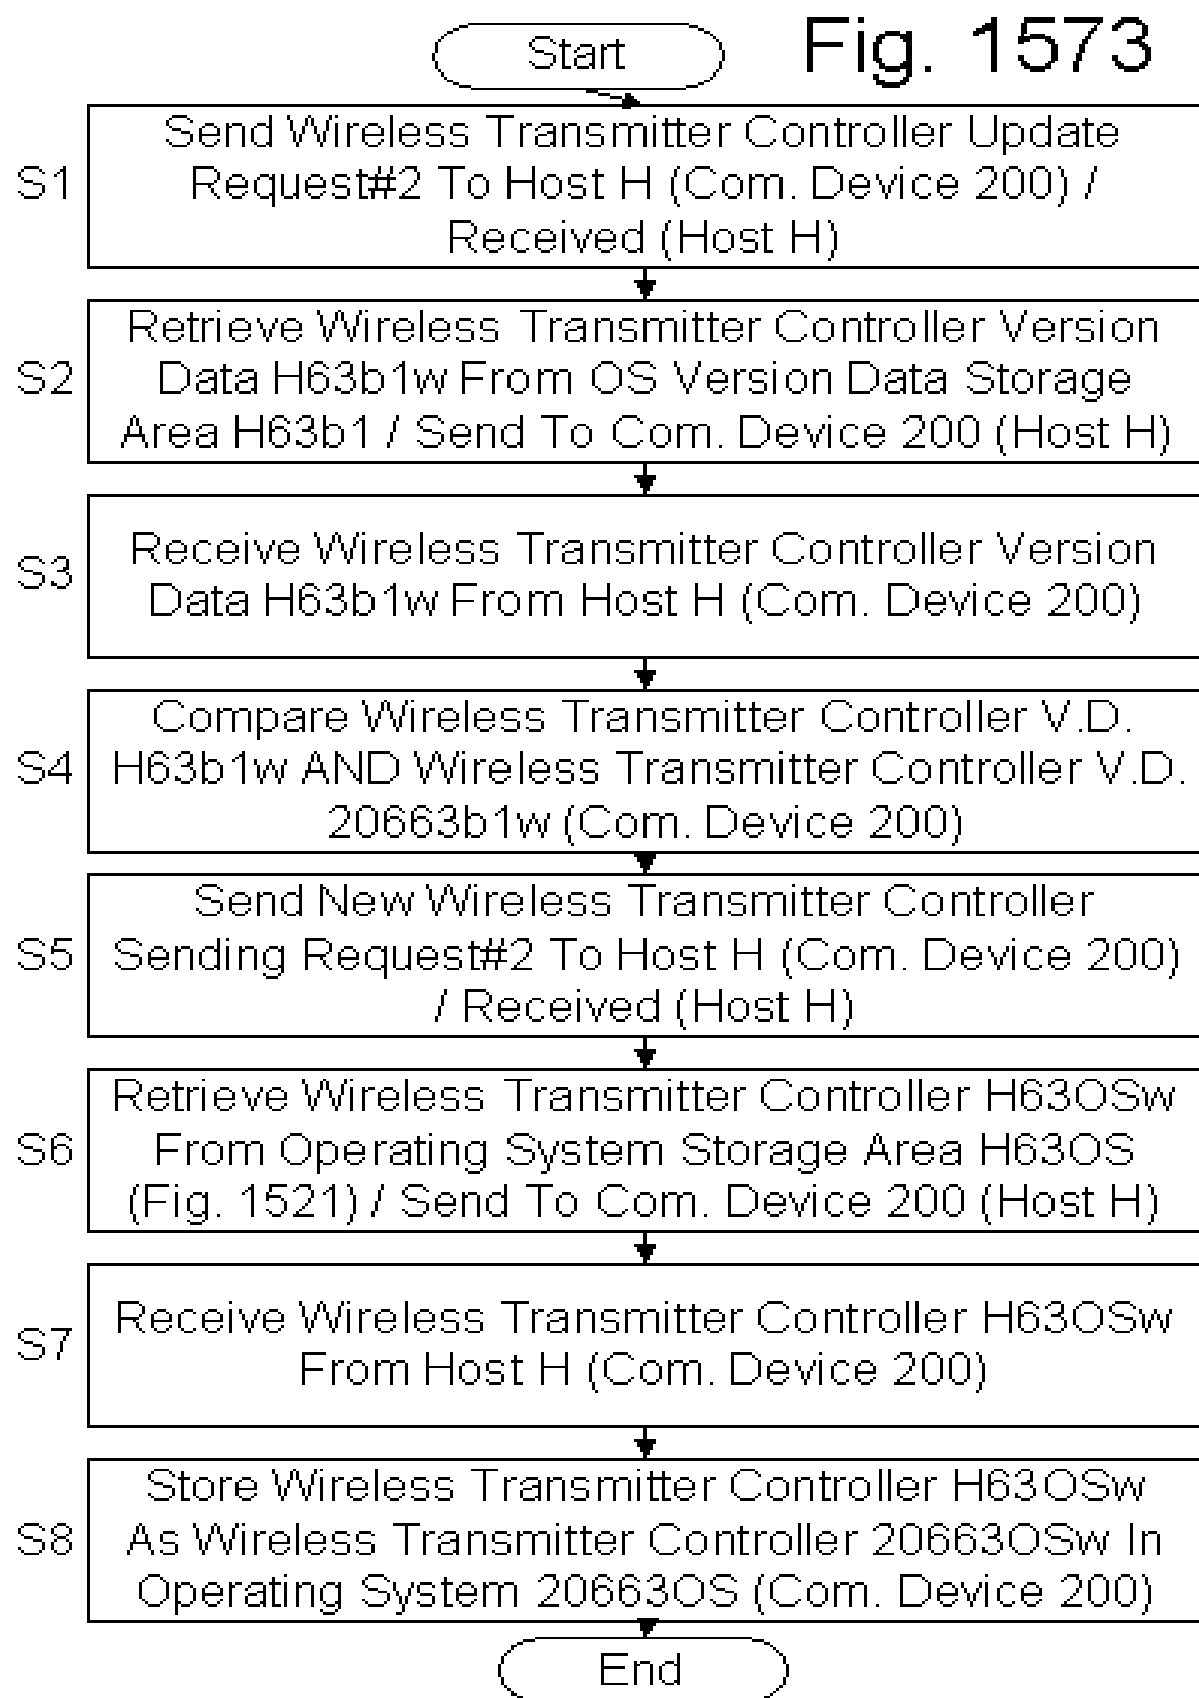 Start
Fig. 1573
S1
Send Wireless Transmitter Controller Update
Request#2 To Host H (Com. Device 200) /
Received (Host H)
S2
Retrieve Wireless Transmitter Controller Version
Data H63b1w From OS Version Data Storage
Area H63b1 / Send To Com. Device 200 (Host H)
S3
Receive Wireless Transmitter Controller Version
Data H63b1w From Host H (Com. Device 200)
S4
Compare Wireless Transmitter Controller V.D.
H63b1w AND Wireless Transmitter Controller V.D.
20663b1w (Com. Device 200)
S5
Send New Wireless Transmitter Controller
Sending Request#2 To Host H (Com. Device 200)
/ Received (Host H)
S6
Retrieve Wireless Transmitter Controller H63OSw
From Operating System Storage Area H63OS
(Fig. 1521) / Send To Com. Device 200 (Host H)
S7
Receive Wireless Transmitter Controller H63OSw
From Host H (Com. Device 200)
S8
Store Wireless Transmitter Controller H63OSw
As Wireless Transmitter Controller 20663OSw In
Operating System 20663OS (Com. Device 200)
End